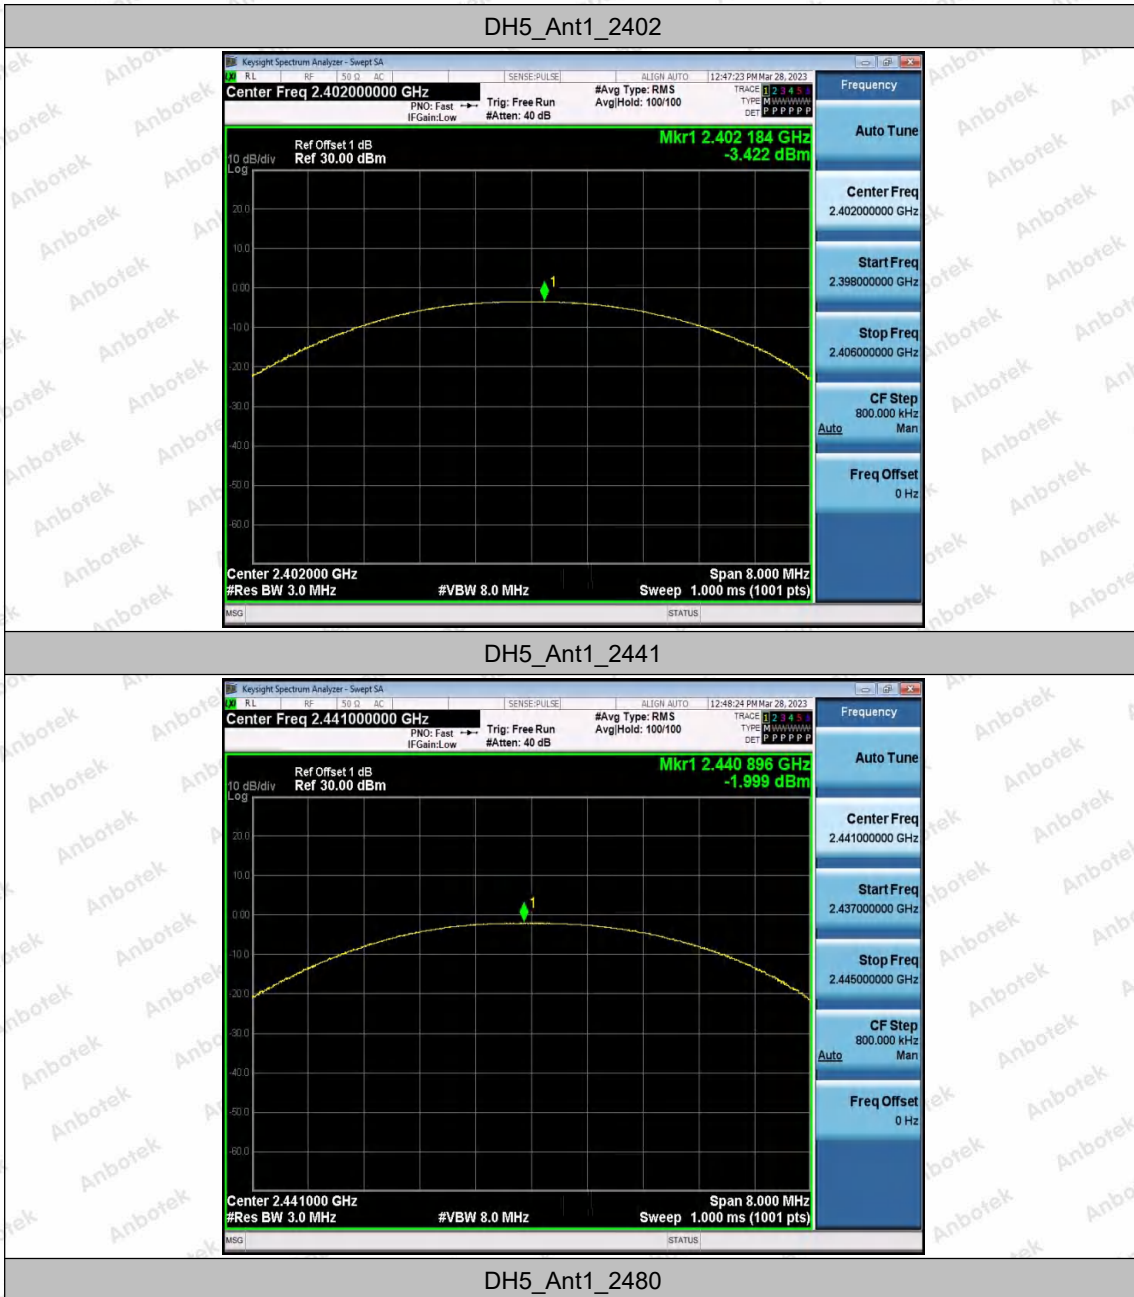 DH5_Ant1_2402
Keysight Spectrum Analyzer - Swept SA
RL RF 50 Ω AC SENSE:PULSE ALIGN AUTO 12:47:23 PM Mar 28, 2023
Center Freq 2.402000000 GHz #Avg Type: RMS TRACE 1 2 3 4 5 6
PNO: Fast Trig: Free Run Avg|Hold: 100/100 TYPE M WWWWW
IFGain:Low #Atten: 40 dB DET P P P P P P
Frequency
Ref Offset 1 dB Mkr1 2.402 184 GHz
10 dB/div Ref 30.00 dBm -3.422 dBm
Log
20.0
10.0
0.00
-10.0
-20.0
-30.0
-40.0
-50.0
-60.0
1
Center 2.402000 GHz Span 8.000 MHz
#Res BW 3.0 MHz #VBW 8.0 MHz Sweep 1.000 ms (1001 pts)
MSG STATUS
Auto Tune
Center Freq
2.402000000 GHz
Start Freq
2.398000000 GHz
Stop Freq
2.406000000 GHz
CF Step
800.000 kHz
Auto Man
Freq Offset
0 Hz
DH5_Ant1_2441
Keysight Spectrum Analyzer - Swept SA
RL RF 50 Ω AC SENSE:PULSE ALIGN AUTO 12:48:24 PM Mar 28, 2023
Center Freq 2.441000000 GHz #Avg Type: RMS TRACE 1 2 3 4 5 6
PNO: Fast Trig: Free Run Avg|Hold: 100/100 TYPE M WWWWW
IFGain:Low #Atten: 40 dB DET P P P P P P
Frequency
Ref Offset 1 dB Mkr1 2.440 896 GHz
10 dB/div Ref 30.00 dBm -1.999 dBm
Log
20.0
10.0
0.00
-10.0
-20.0
-30.0
-40.0
-50.0
-60.0
1
Center 2.441000 GHz Span 8.000 MHz
#Res BW 3.0 MHz #VBW 8.0 MHz Sweep 1.000 ms (1001 pts)
MSG STATUS
Auto Tune
Center Freq
2.441000000 GHz
Start Freq
2.437000000 GHz
Stop Freq
2.445000000 GHz
CF Step
800.000 kHz
Auto Man
Freq Offset
0 Hz
DH5_Ant1_2480
Anbotek